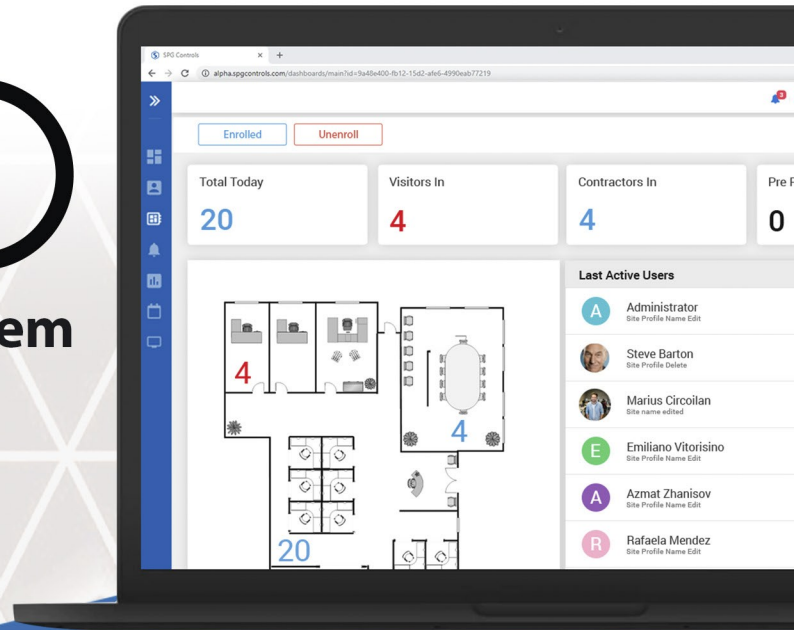 SPG Controls
alpha.spgcontrols.com/dashboards/main?id=9a48e400-fb12-15d2-afe6-4990eab77219
3
Enrolled
Unenroll
Total Today
20
Visitors In
4
Contractors In
4
Pre P
0
em
4
4
20
Last Active Users
A
Administrator
Site Profile Name Edit
Steve Barton
Site Profile Delete
Marius Circoilan
Site name edited
E
Emiliano Vitorisino
Site Profile Name Edit
A
Azmat Zhanisov
Site Profile Name Edit
R
Rafaela Mendez
Site Profile Name Edit